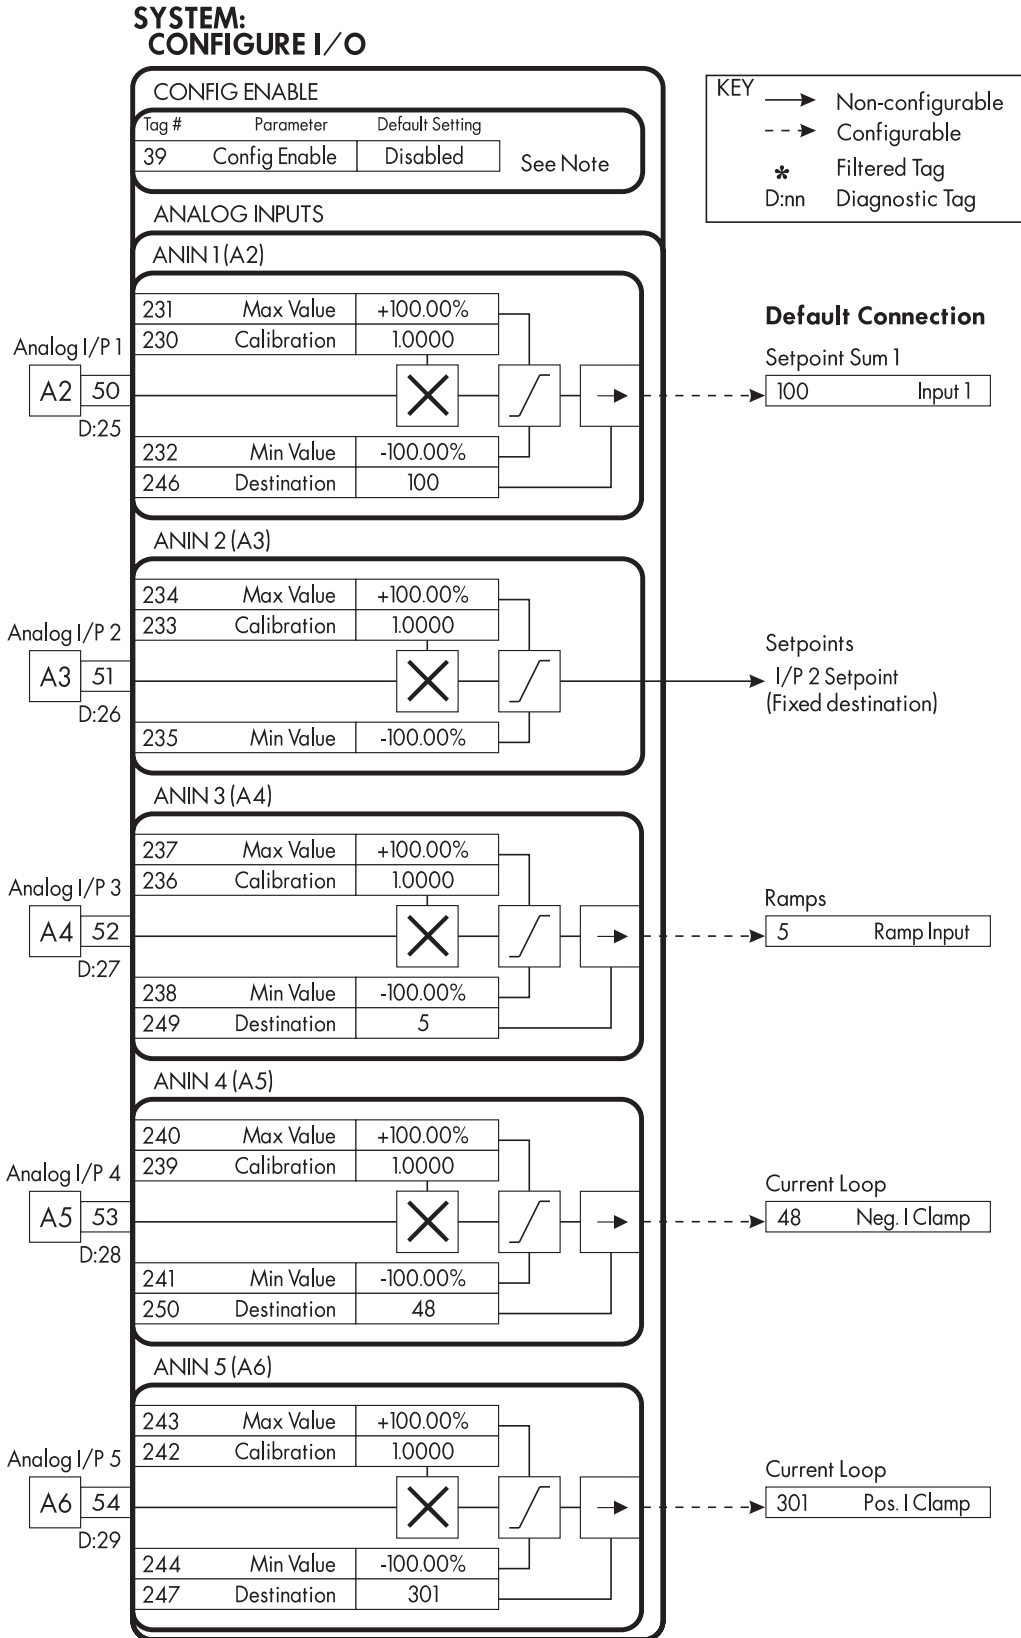 SYSTEM:
CONFIGURE I/O
CONFIG ENABLE
Tag # Parameter Default Setting
39 Config Enable Disabled See Note
KEY
Non-configurable
Configurable
* Filtered Tag
D:nn Diagnostic Tag
ANALOG INPUTS
ANIN 1 (A2)
231 Max Value +100.00%
230 Calibration 1.0000
Analog I/P 1
A2 50
D:25
232 Min Value -100.00%
246 Destination 100
Default Connection
Setpoint Sum 1
100 Input 1
ANIN 2 (A3)
234 Max Value +100.00%
233 Calibration 1.0000
Analog I/P 2
A3 51
D:26
235 Min Value -100.00%
Setpoints
I/P 2 Setpoint
(Fixed destination)
ANIN 3 (A4)
237 Max Value +100.00%
236 Calibration 1.0000
Analog I/P 3
A4 52
D:27
238 Min Value -100.00%
249 Destination 5
Ramps
5 Ramp Input
ANIN 4 (A5)
240 Max Value +100.00%
239 Calibration 1.0000
Analog I/P 4
A5 53
D:28
241 Min Value -100.00%
250 Destination 48
Current Loop
48 Neg. I Clamp
ANIN 5 (A6)
243 Max Value +100.00%
242 Calibration 1.0000
Analog I/P 5
A6 54
D:29
244 Min Value -100.00%
247 Destination 301
Current Loop
301 Pos. I Clamp